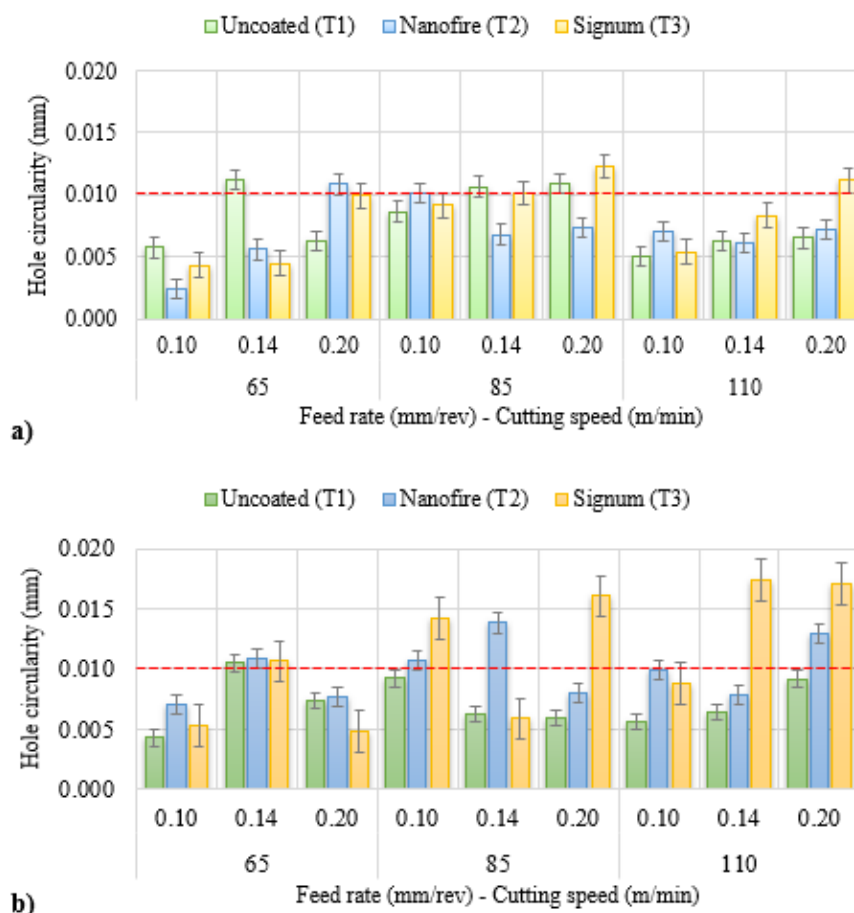 Uncoated (T1) Nanofire (T2) Signum (T3)
Hole circularity (mm)
0.020
0.015
0.010
0.005
0.000
0.10 0.14 0.20 0.10 0.14 0.20 0.10 0.14 0.20
65 85 110
Feed rate (mm/rev) - Cutting speed (m/min)
a)
Uncoated (T1) Nanofire (T2) Signum (T3)
Hole circularity (mm)
0.020
0.015
0.010
0.005
0.000
0.10 0.14 0.20 0.10 0.14 0.20 0.10 0.14 0.20
65 85 110
Feed rate (mm/rev) - Cutting speed (m/min)
b)